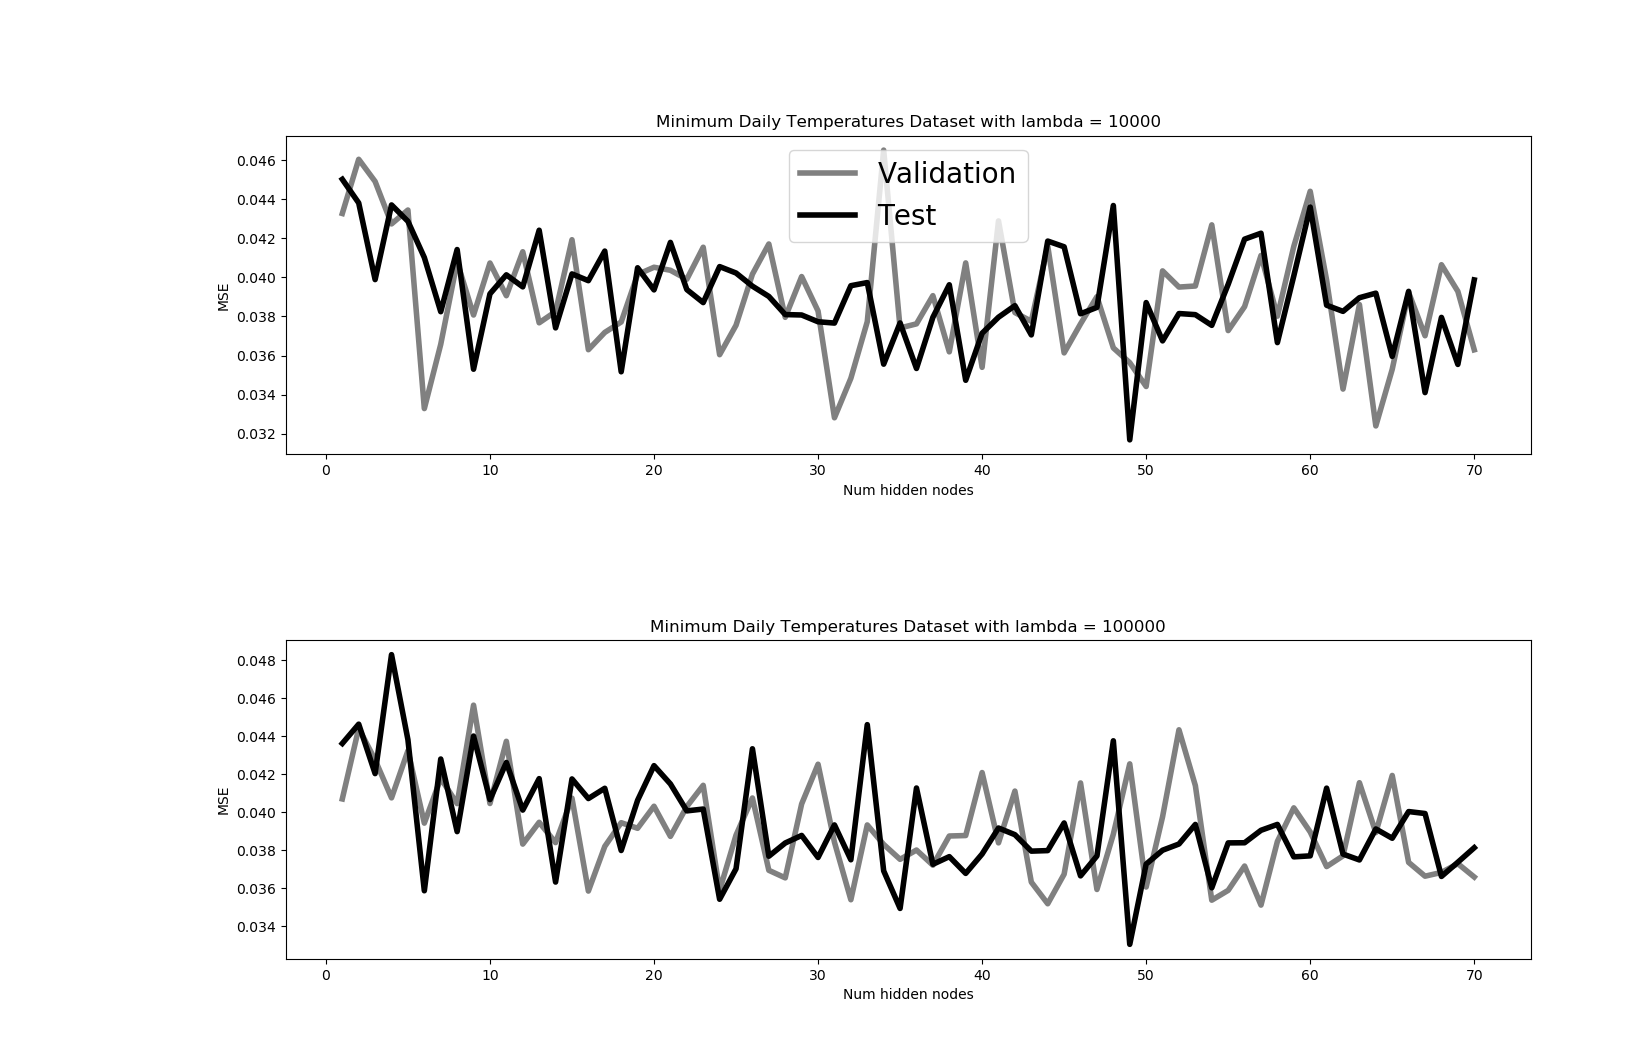 Minimum Daily Temperatures Dataset with lambda = 10000
Validation
Test
MSE
0.046
0.044
0.042
0.040
0.038
0.036
0.034
0.032
0 10 20 30 40 50 60 70
Num hidden nodes
Minimum Daily Temperatures Dataset with lambda = 100000
MSE
0.048
0.046
0.044
0.042
0.040
0.038
0.036
0.034
0 10 20 30 40 50 60 70
Num hidden nodes